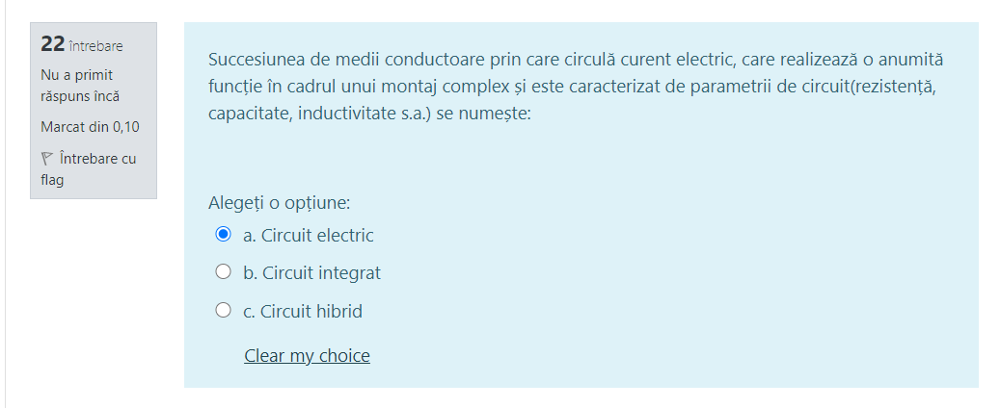 22 întrebare
Nu a primit
răspuns încă
Marcat din 0,10
Întrebare cu
flag
Succesiunea de medii conductoare prin care circulă curent electric, care realizează o anumită
funcție în cadrul unui montaj complex și este caracterizat de parametrii de circuit(rezistență,
capacitate, inductivitate s.a.) se numește:
Alegeți o opțiune:
a. Circuit electric
b. Circuit integrat
c. Circuit hibrid
Clear my choice